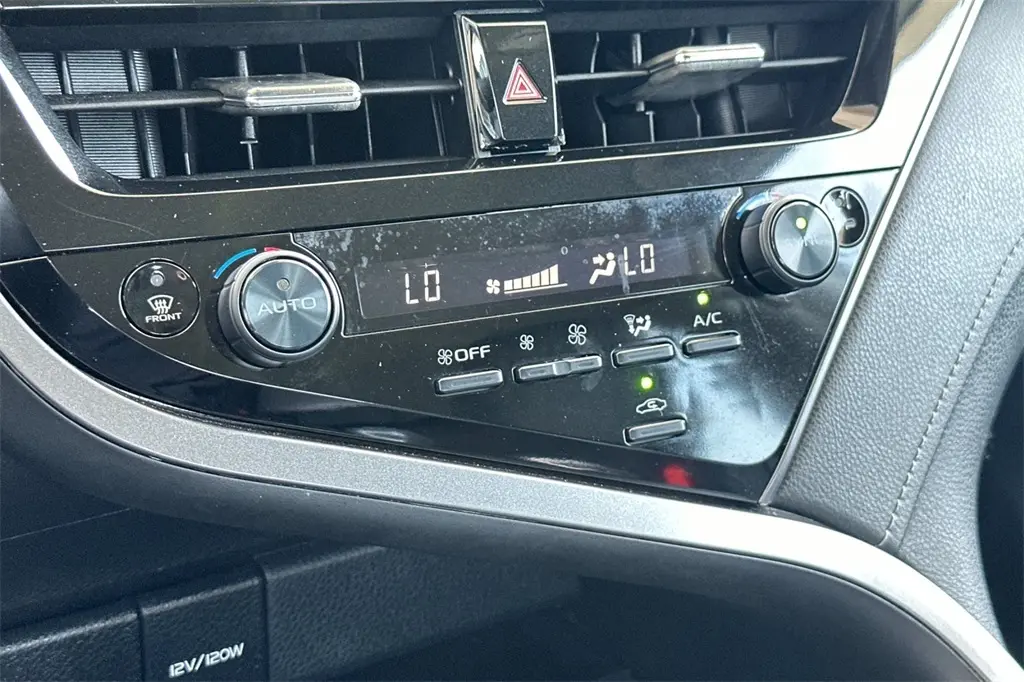 FRONT
AUTO
LO
LO
OFF
A/C
12V/120W